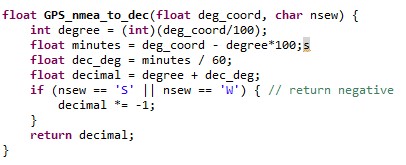 float GPS_nmea_to_dec(float deg_coord, char nsew) {
    int degree = (int)(deg_coord/100);
    float minutes = deg_coord - degree*100;s
    float dec_deg = minutes / 60;
    float decimal = degree + dec_deg;
    if (nsew == 'S' || nsew == 'W') { // return negative
        decimal *= -1;
    }
    return decimal;
}